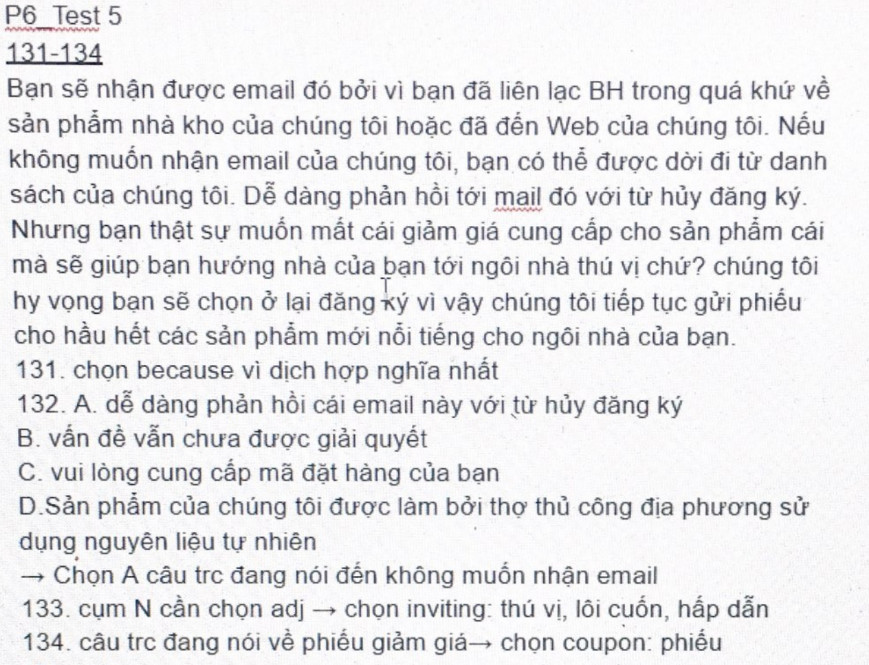 P6_Test 5
131-134
Bạn sẽ nhận được email đó bởi vì bạn đã liên lạc BH trong quá khứ về
sản phẩm nhà kho của chúng tôi hoặc đã đến Web của chúng tôi. Nếu
không muốn nhận email của chúng tôi, bạn có thể được dời đi từ danh
sách của chúng tôi. Dễ dàng phản hồi tới mail đó với từ hủy đăng ký.
Nhưng bạn thật sự muốn mất cái giảm giá cung cấp cho sản phẩm cái
mà sẽ giúp bạn hướng nhà của bạn tới ngôi nhà thú vị chứ? chúng tôi
hy vọng bạn sẽ chọn ở lại đăng ký vì vậy chúng tôi tiếp tục gửi phiếu
cho hầu hết các sản phẩm mới nổi tiếng cho ngôi nhà của bạn.
131. chọn because vì dịch hợp nghĩa nhất
132. A. dễ dàng phản hồi cái email này với từ hủy đăng ký
B. vấn đề vẫn chưa được giải quyết
C. vui lòng cung cấp mã đặt hàng của bạn
D.Sản phẩm của chúng tôi được làm bởi thợ thủ công địa phương sử
dụng nguyên liệu tự nhiên
→ Chọn A câu trc đang nói đến không muốn nhận email
133. cụm N cần chọn adj → chọn inviting: thú vị, lôi cuốn, hấp dẫn
134. câu trc đang nói về phiếu giảm giá→ chọn coupon: phiếu